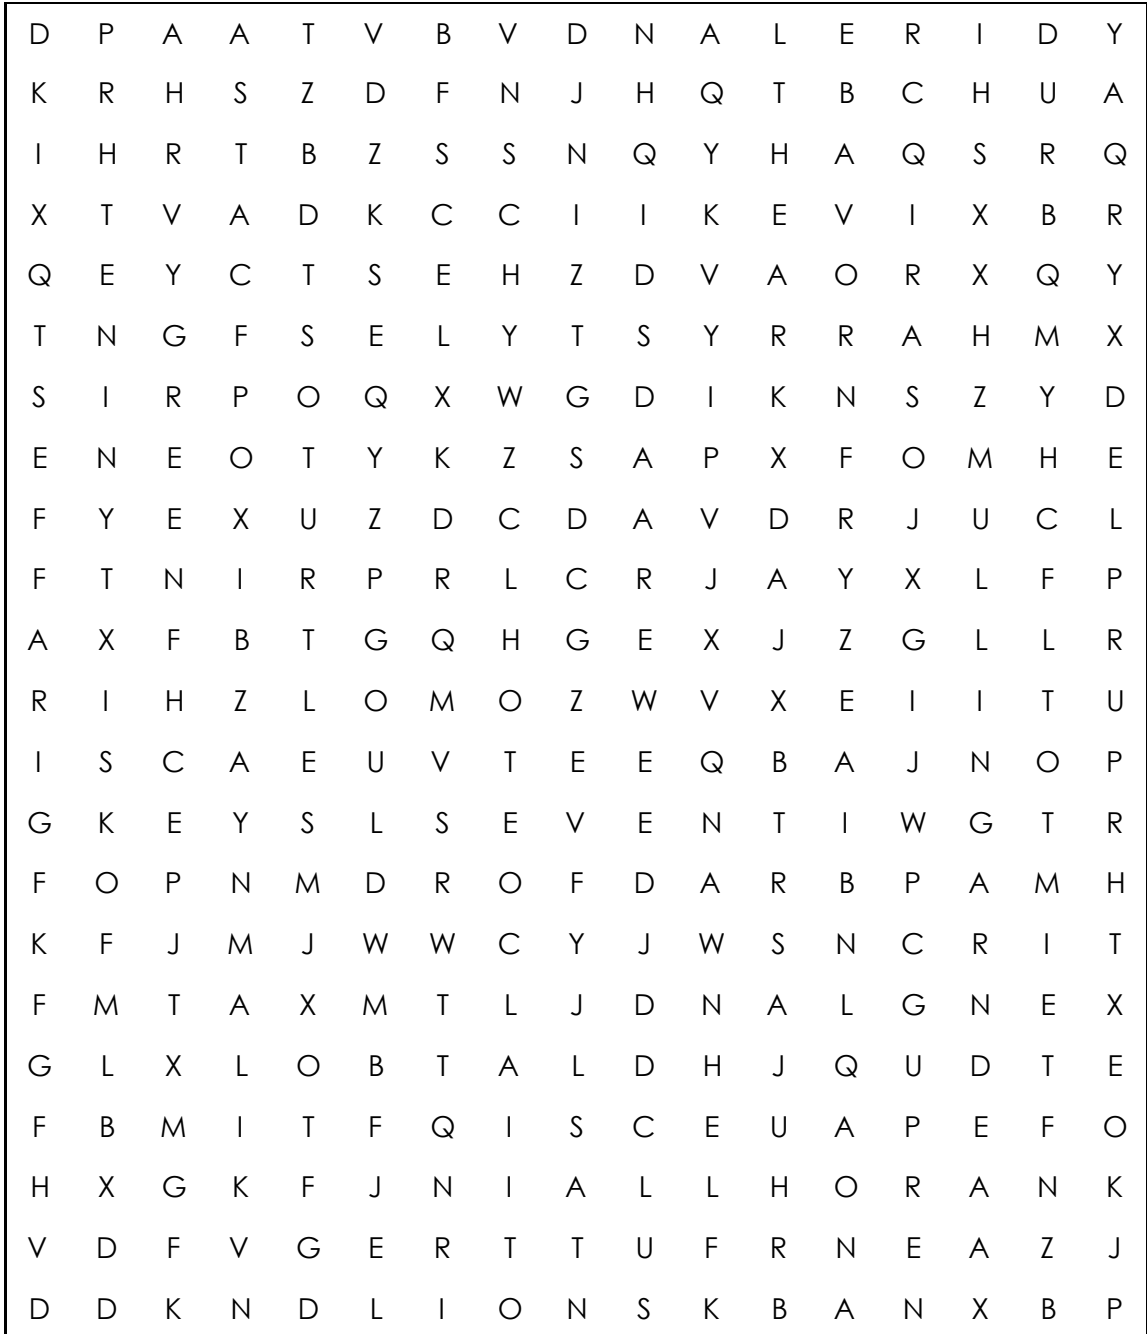 D P A A T V B V D N A L E R I D Y
K R H S Z D F N J H Q T B C H U A
I H R T B Z S S N Q Y H A Q S R Q
X T V A D K C C I I K E V I X B R
Q E Y C T S E H Z D V A O R X Q Y
T N G F S E L Y T S Y R R A H M X
S I R P O Q X W G D I K N S Z Y D
E N E O T Y K Z S A P X F O M H E
F Y E X U Z D C D A V D R J U C L
F T N I R P R L C R J A Y X L F P
A X F B T G Q H G E X J Z G L L R
R I H Z L O M O Z W V X E I I T U
I S C A E U V T E E Q B A J N O P
G K E Y S L S E V E N T I W G T R
F O P N M D R O F D A R B P A M H
K F J M J W W C Y J W S N C R I T
F M T A X M T L J D N A L G N E X
G L X L O B T A L D H J Q U D T E
F B M I T F Q I S C E U A P E F O
H X G K F J N I A L L H O R A N K
V D F V G E R T T U F R N E A Z J
D D K N D L I O N S K B A N X B P